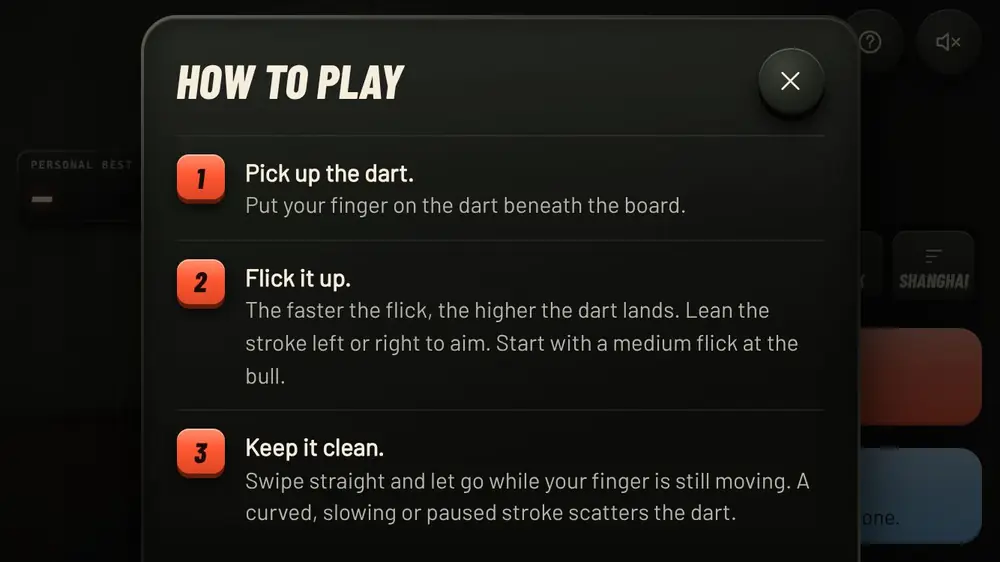 HOW TO PLAY
PERSONAL BEST
1
Pick up the dart.
Put your finger on the dart beneath the board.
2
Flick it up.
The faster the flick, the higher the dart lands. Lean the
stroke left or right to aim. Start with a medium flick at the
bull.
SHANGHAI
3
Keep it clean.
Swipe straight and let go while your finger is still moving. A
curved, slowing or paused stroke scatters the dart.
one.